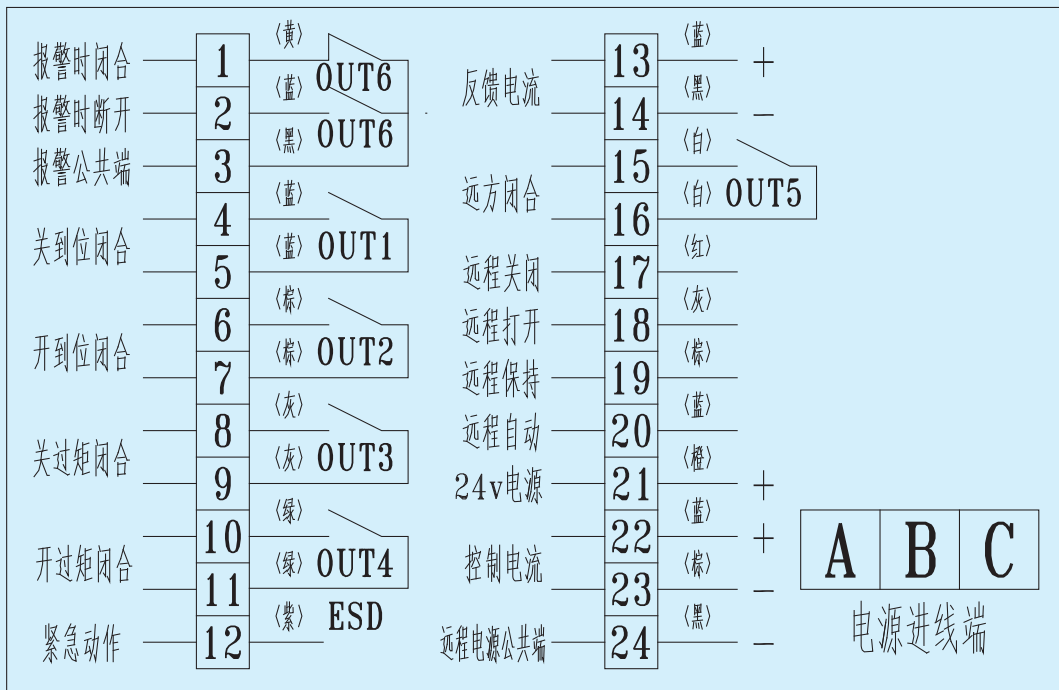 报警时闭合 1 〈黄〉 OUT6
报警时断开 2 〈蓝〉 OUT6
报警公共端 3 〈黑〉
关到位闭合 4 〈蓝〉 OUT1
5 〈蓝〉
开到位闭合 6 〈棕〉 OUT2
7 〈棕〉
关过矩闭合 8 〈灰〉 OUT3
9 〈灰〉
开过矩闭合 10 〈绿〉 OUT4
11 〈绿〉
紧急动作 12 〈紫〉 ESD
反馈电流 13 〈蓝〉 +
14 〈黑〉 −
远方闭合 15 〈白〉 OUT5
16 〈白〉
远程关闭 17 〈红〉
远程打开 18 〈灰〉
远程保持 19 〈棕〉
远程自动 20 〈蓝〉
24v电源 21 〈橙〉 +
控制电流 22 〈蓝〉 +
23 〈棕〉 −
远程电源公共端 24 〈黑〉 −
A B C
电源进线端